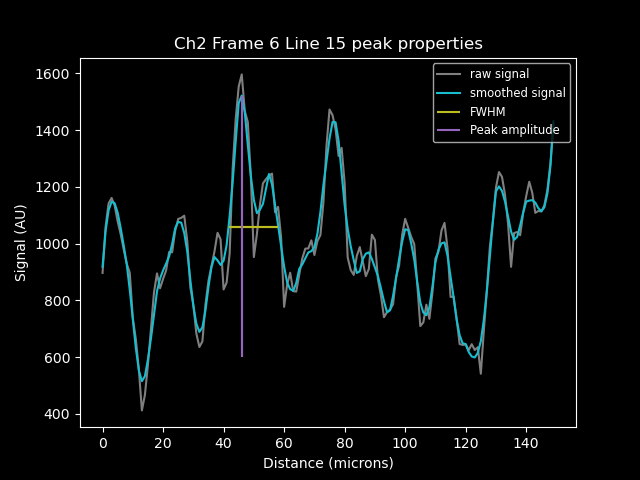 Ch2 Frame 6 Line 15 peak properties
raw signal
smoothed signal
FWHM
Peak amplitude
Signal (AU)
1600
1400
1200
1000
800
600
400
0 20 40 60 80 100 120 140
Distance (microns)